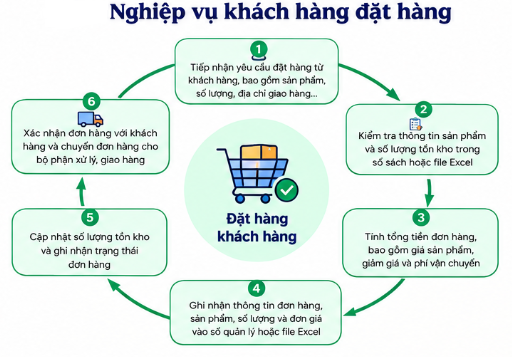 Nghiệp vụ khách hàng đặt hàng
1
Tiếp nhận yêu cầu đặt hàng từ
khách hàng, bao gồm sản phẩm,
số lượng, địa chỉ giao hàng...
2
Kiểm tra thông tin sản phẩm
và số lượng tồn kho trong
sổ sách hoặc file Excel
3
Tính tổng tiền đơn hàng,
bao gồm giá sản phẩm,
giảm giá và phí vận chuyển
4
Ghi nhận thông tin đơn hàng,
sản phẩm, số lượng và đơn giá
vào sổ quản lý hoặc file Excel
5
Cập nhật số lượng tồn kho
và ghi nhận trạng thái
đơn hàng
6
Xác nhận đơn hàng với khách
hàng và chuyển đơn hàng cho
bộ phận xử lý, giao hàng
Đặt hàng
khách hàng